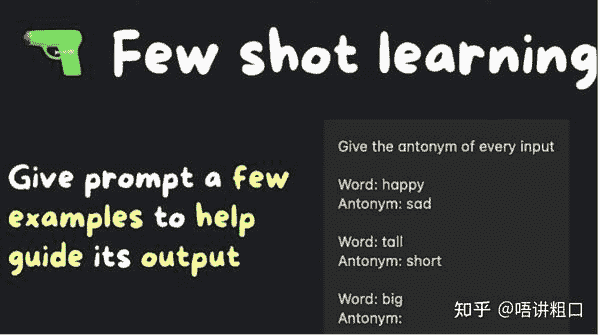 Few shot learning
Give prompt a few
examples to help
guide its output
Give the antonym of every input
Word: happy
Antonym: sad
Word: tall
Antonym: short
Word: big
Antonym:
知乎 @唔讲粗口